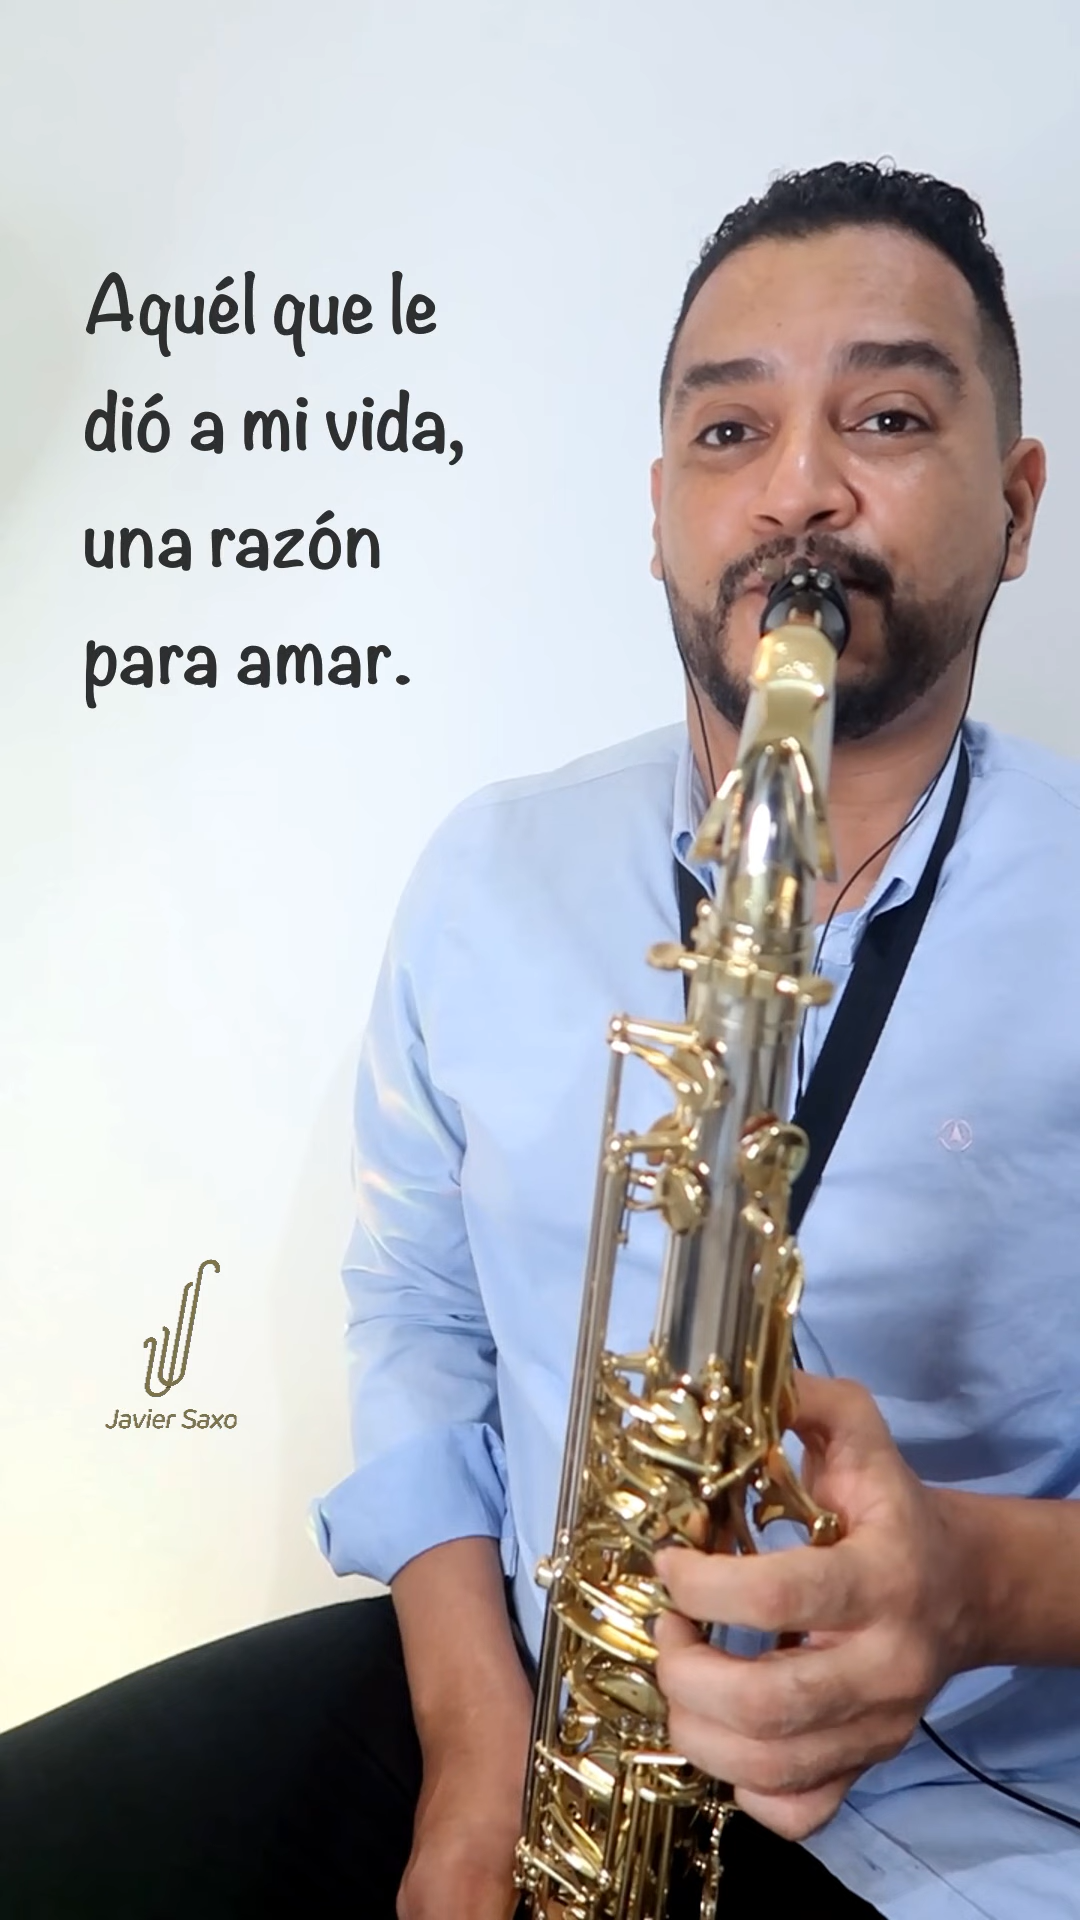 Aquél que le
dió a mi vida,
una razón
para amar.
Javier Saxo